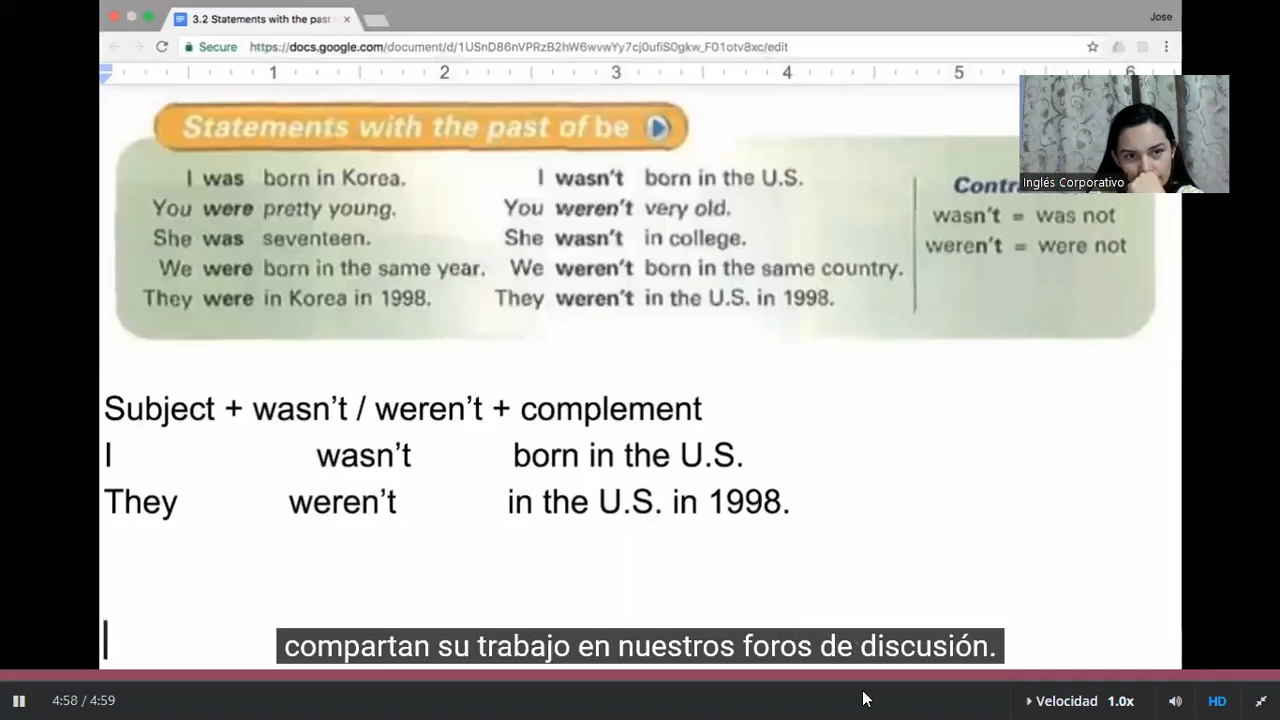 3.2 Statements with the past
Jose
Secure https://docs.google.com/document/d/1USnD86nVPRzB2hW6wvwYy7cj0ufiS0gkw_F01otv8xc/edit
1 2 3 4 5 6
Statements with the past of be
I was born in Korea. I wasn't born in the U.S.
You were pretty young. You weren't very old.
She was seventeen. She wasn't in college.
We were born in the same year. We weren't born in the same country.
They were in Korea in 1998. They weren't in the U.S. in 1998.
Inglés Corporativo
wasn't = was not
weren't = were not
Subject + wasn't / weren't + complement
I wasn't born in the U.S.
They weren't in the U.S. in 1998.
compartan su trabajo en nuestros foros de discusión.
4:58 / 4:59 Velocidad 1.0x HD